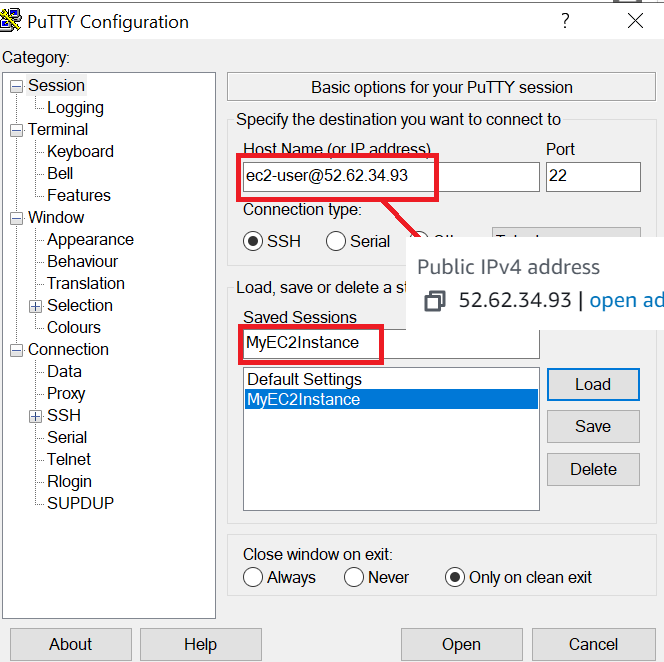 PuTTY Configuration
?
Category:
Session
Logging
Terminal
Keyboard
Bell
Features
Window
Appearance
Behaviour
Translation
Selection
Colours
Connection
Data
Proxy
SSH
Serial
Telnet
Rlogin
SUPDUP
Basic options for your PuTTY session
Specify the destination you want to connect to
Host Name (or IP address) Port
ec2-user@52.62.34.93 22
Connection type:
SSH Serial
Public IPv4 address
52.62.34.93 | open ad
Load, save or delete a st
Saved Sessions
MyEC2Instance
Default Settings
MyEC2Instance
Load
Save
Delete
Close window on exit:
Always Never Only on clean exit
About Help Open Cancel